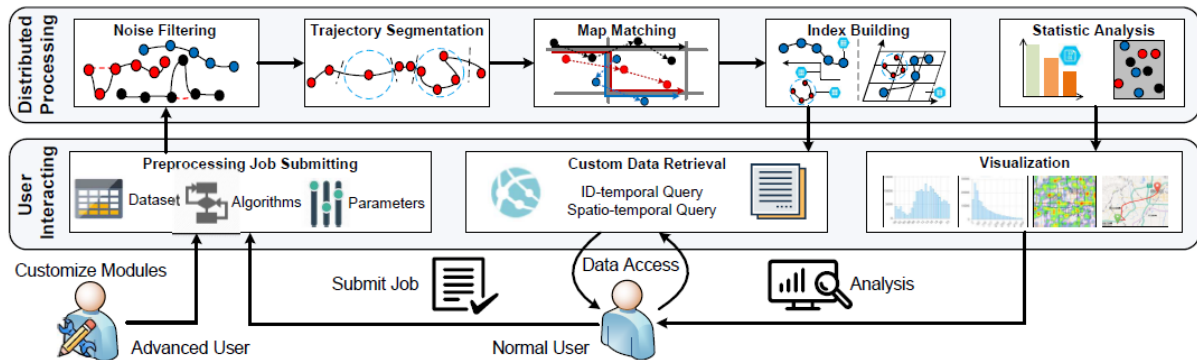 Distributed
Processing
Noise Filtering
Trajectory Segmentation
Map Matching
Index Building
Statistic Analysis
User
Interacting
Preprocessing Job Submitting
Dataset
Algorithms
Parameters
Custom Data Retrieval
ID-temporal Query
Spatio-temporal Query
Visualization
Customize Modules
Submit Job
Data Access
Analysis
Advanced User
Normal User